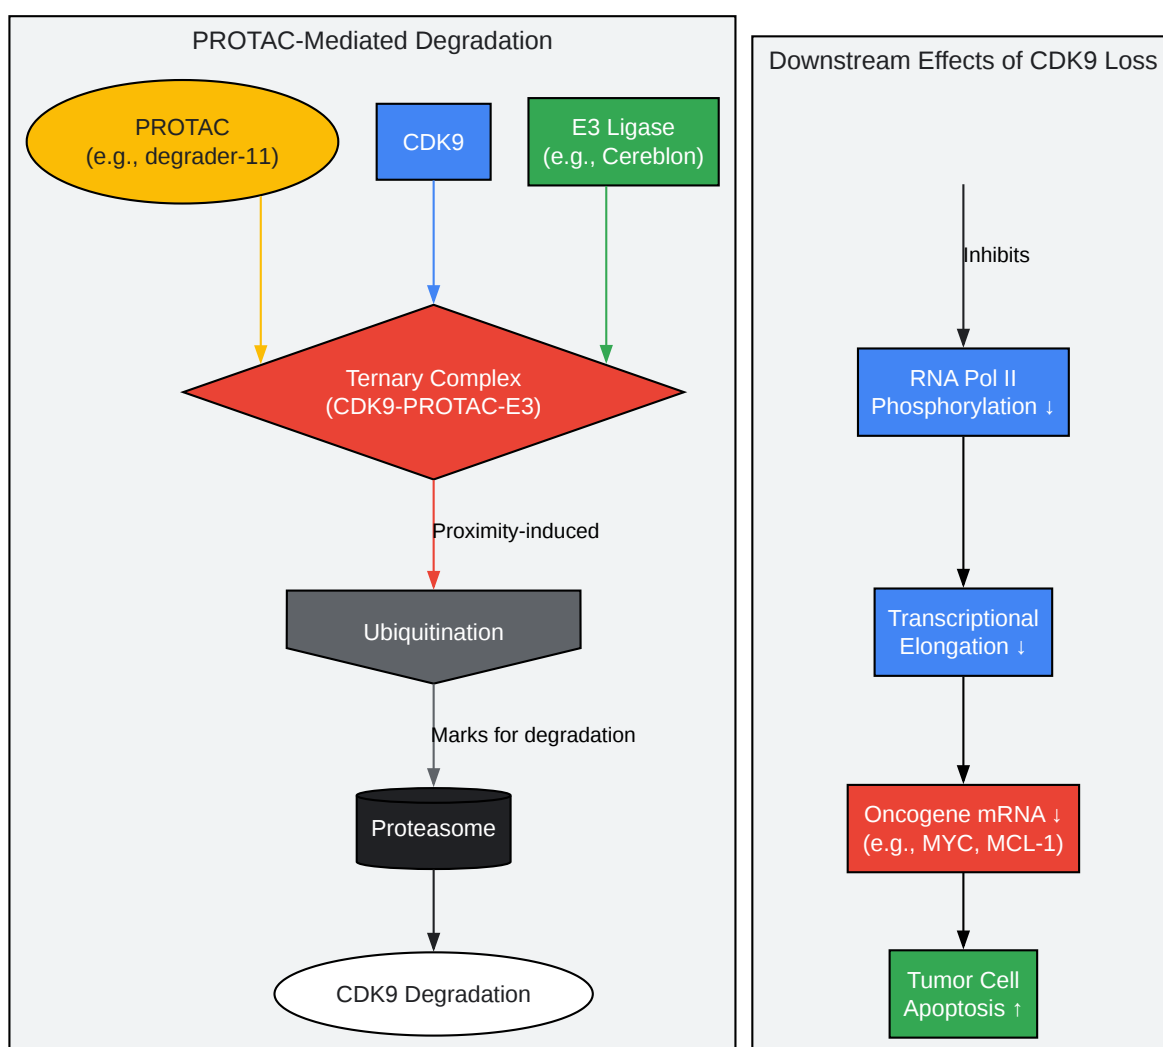 PROTAC-Mediated Degradation
PROTAC
(e.g., degrader-11)
CDK9
E3 Ligase
(e.g., Cereblon)
Ternary Complex
(CDK9-PROTAC-E3)
Proximity-induced
Ubiquitination
Marks for degradation
Proteasome
CDK9 Degradation
Downstream Effects of CDK9 Loss
Inhibits
RNA Pol II
Phosphorylation ↓
Transcriptional
Elongation ↓
Oncogene mRNA ↓
(e.g., MYC, MCL-1)
Tumor Cell
Apoptosis ↑